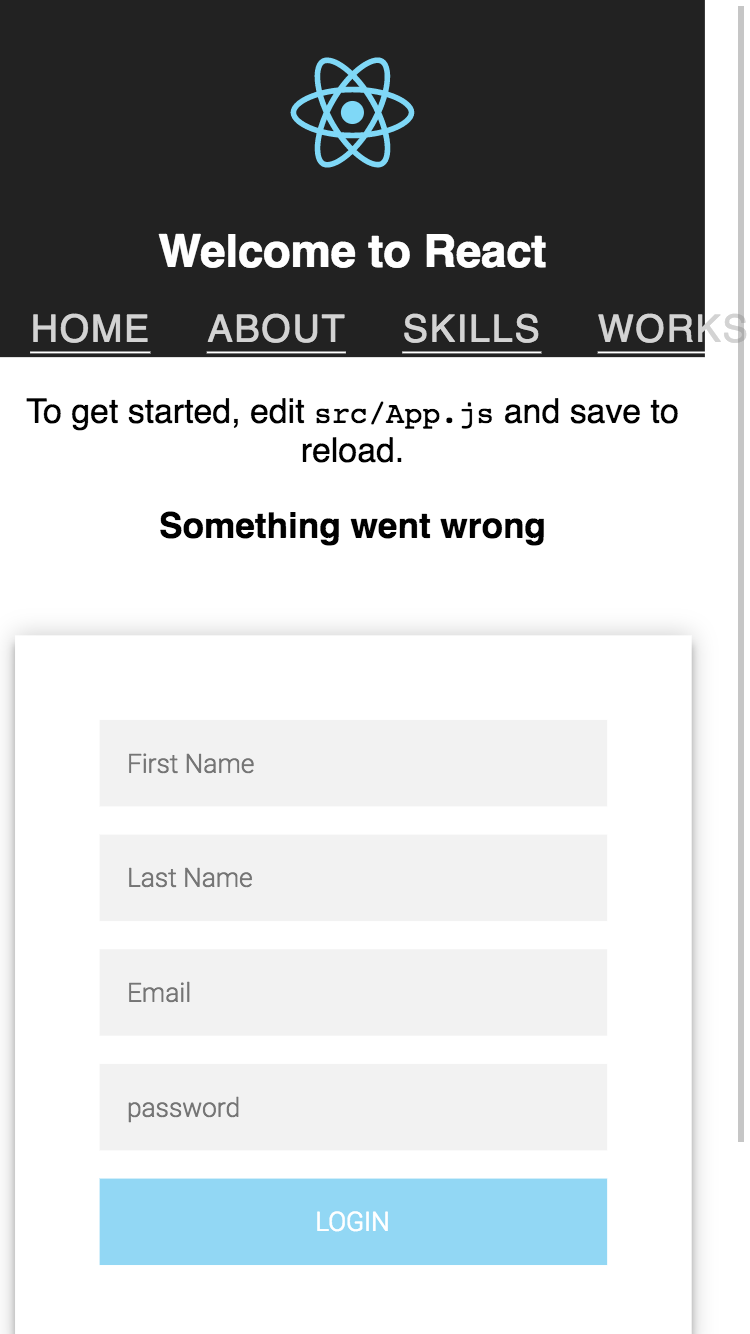 Welcome to React
HOME ABOUT SKILLS WORKS
To get started, edit src/App.js and save to
reload.
Something went wrong
First Name
Last Name
Email
password
LOGIN